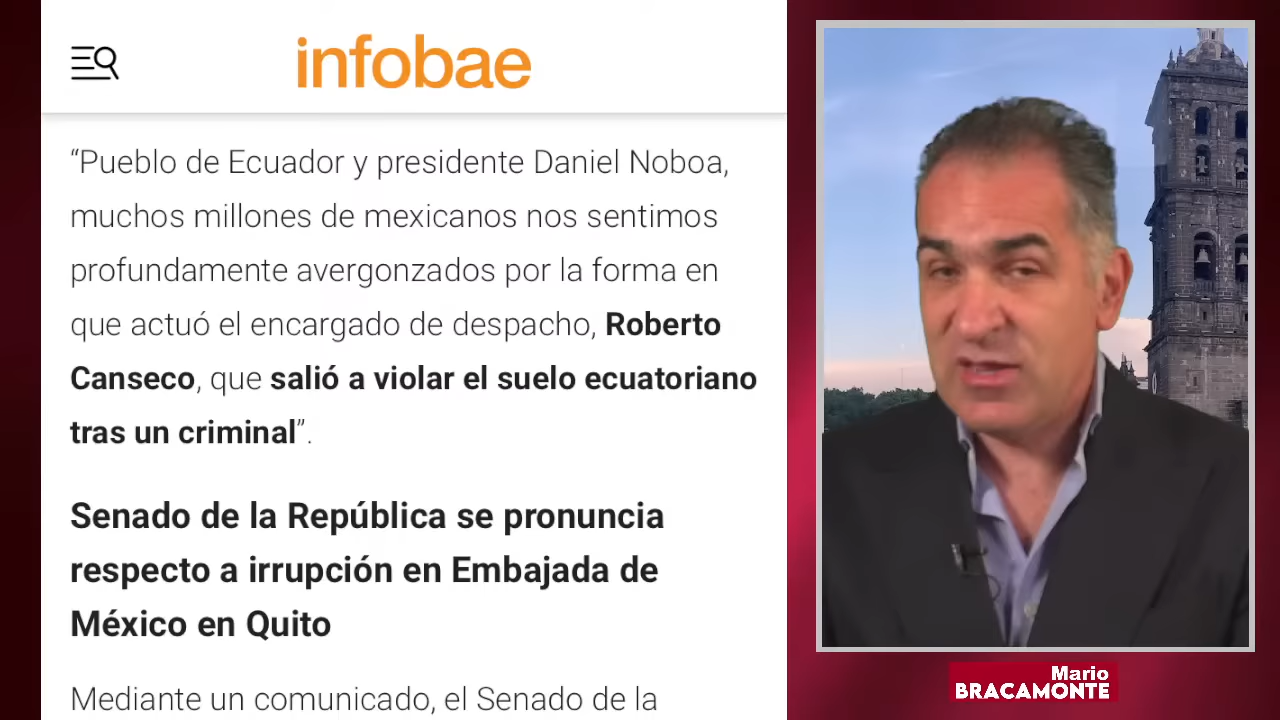 infobae
“Pueblo de Ecuador y presidente Daniel Noboa,
muchos millones de mexicanos nos sentimos
profundamente avergonzados por la forma en
que actuó el encargado de despacho, Roberto
Canseco, que salió a violar el suelo ecuatoriano
tras un criminal”.
Senado de la República se pronuncia
respecto a irrupción en Embajada de
México en Quito
Mediante un comunicado, el Senado de la
Mario
BRACAMONTE